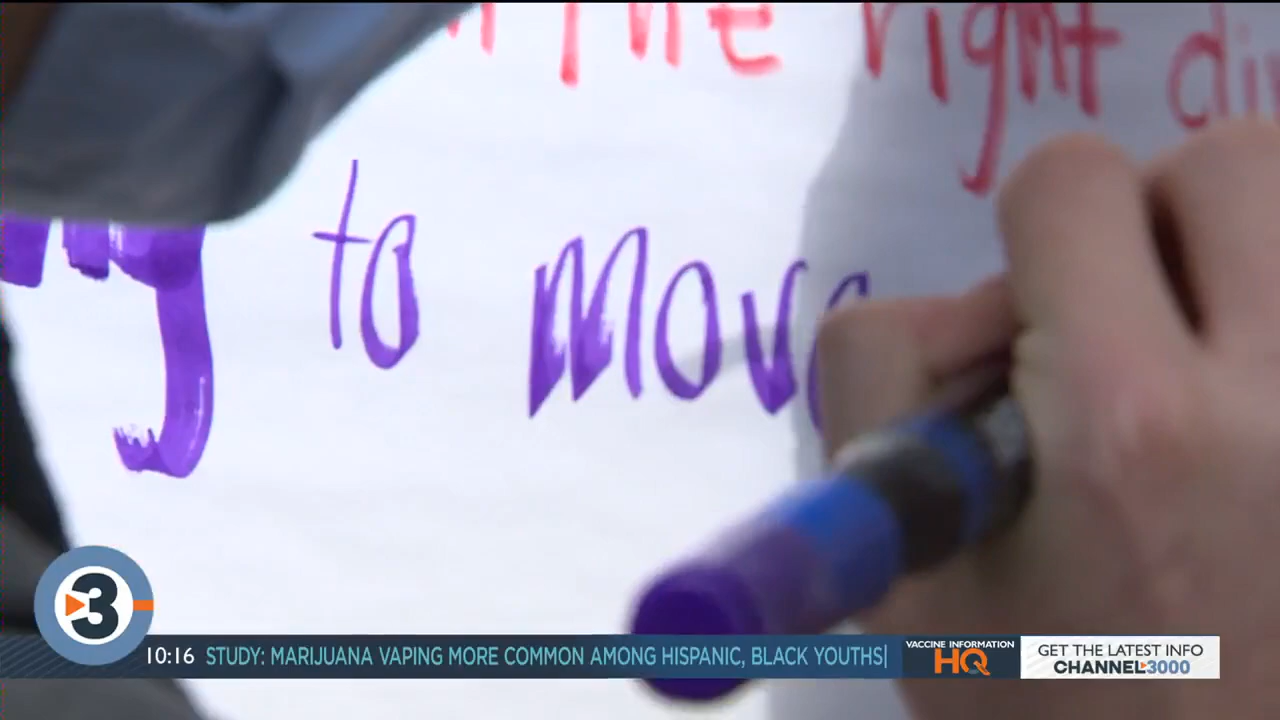 the right
to move
3
10:16 STUDY: MARIJUANA VAPING MORE COMMON AMONG HISPANIC, BLACK YOUTHS
VACCINE INFORMATION
HQ
GET THE LATEST INFO
CHANNEL3000